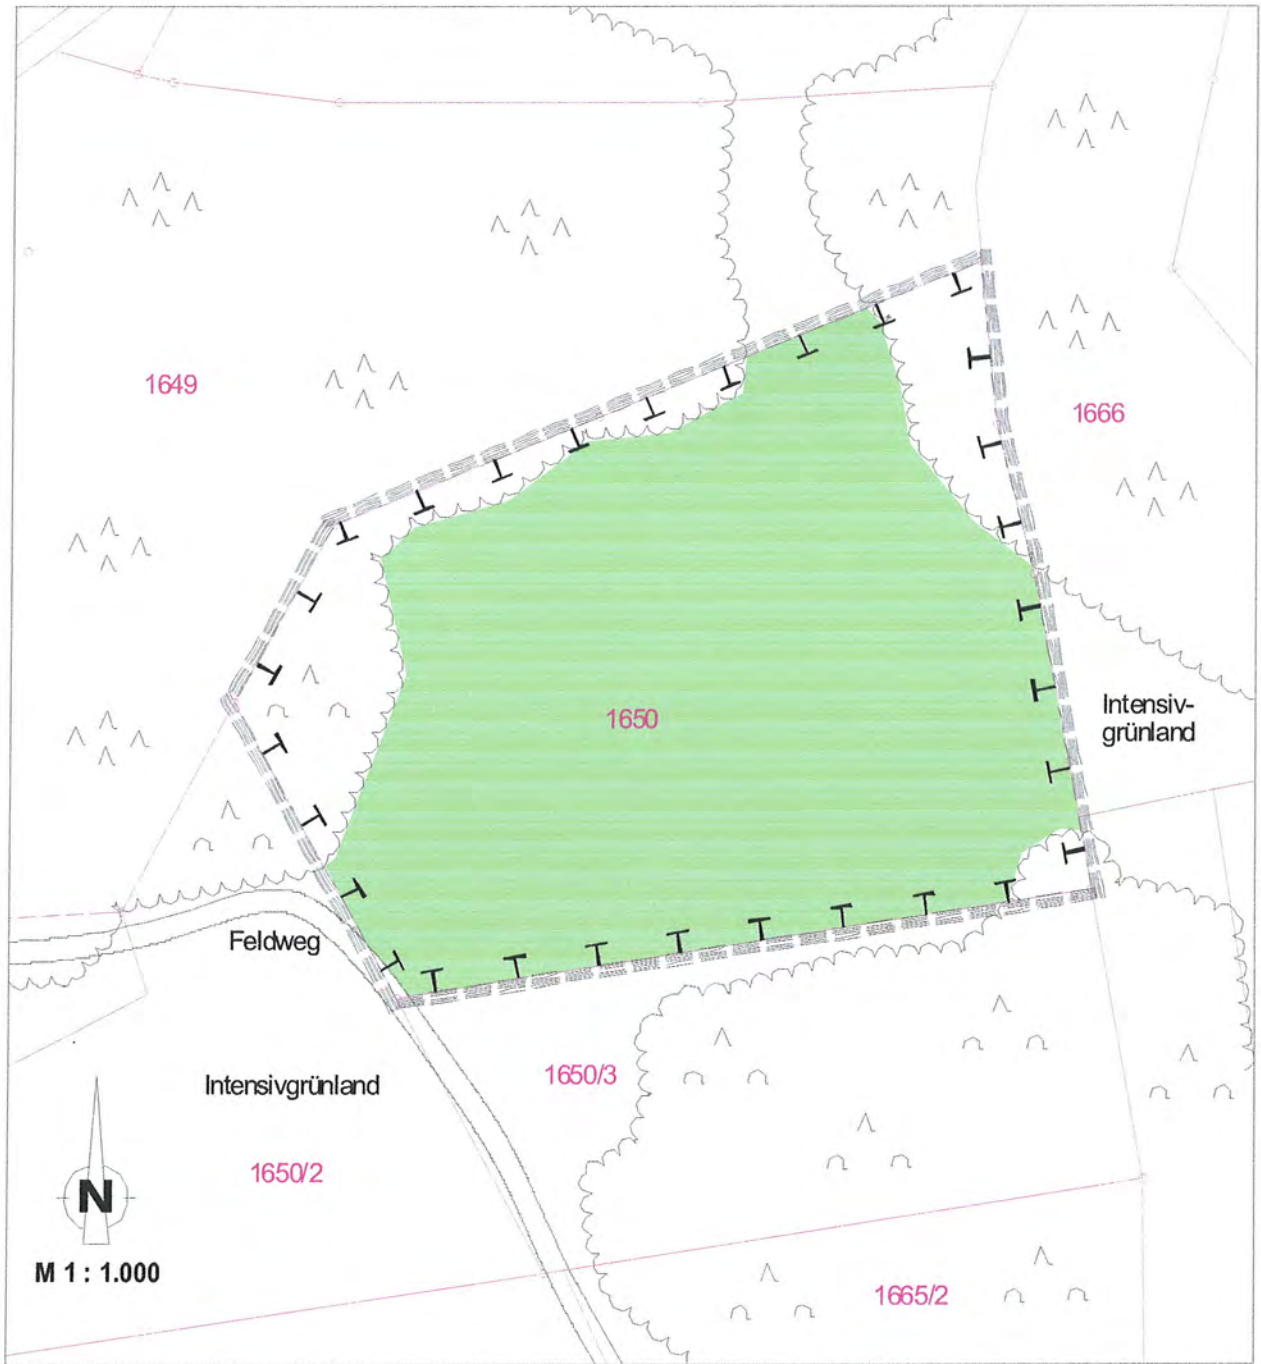 1649
1666
1650
Intensiv-
grünland
Feldweg
Intensivgrünland
1650/3
1650/2
N
M 1 : 1.000
1665/2